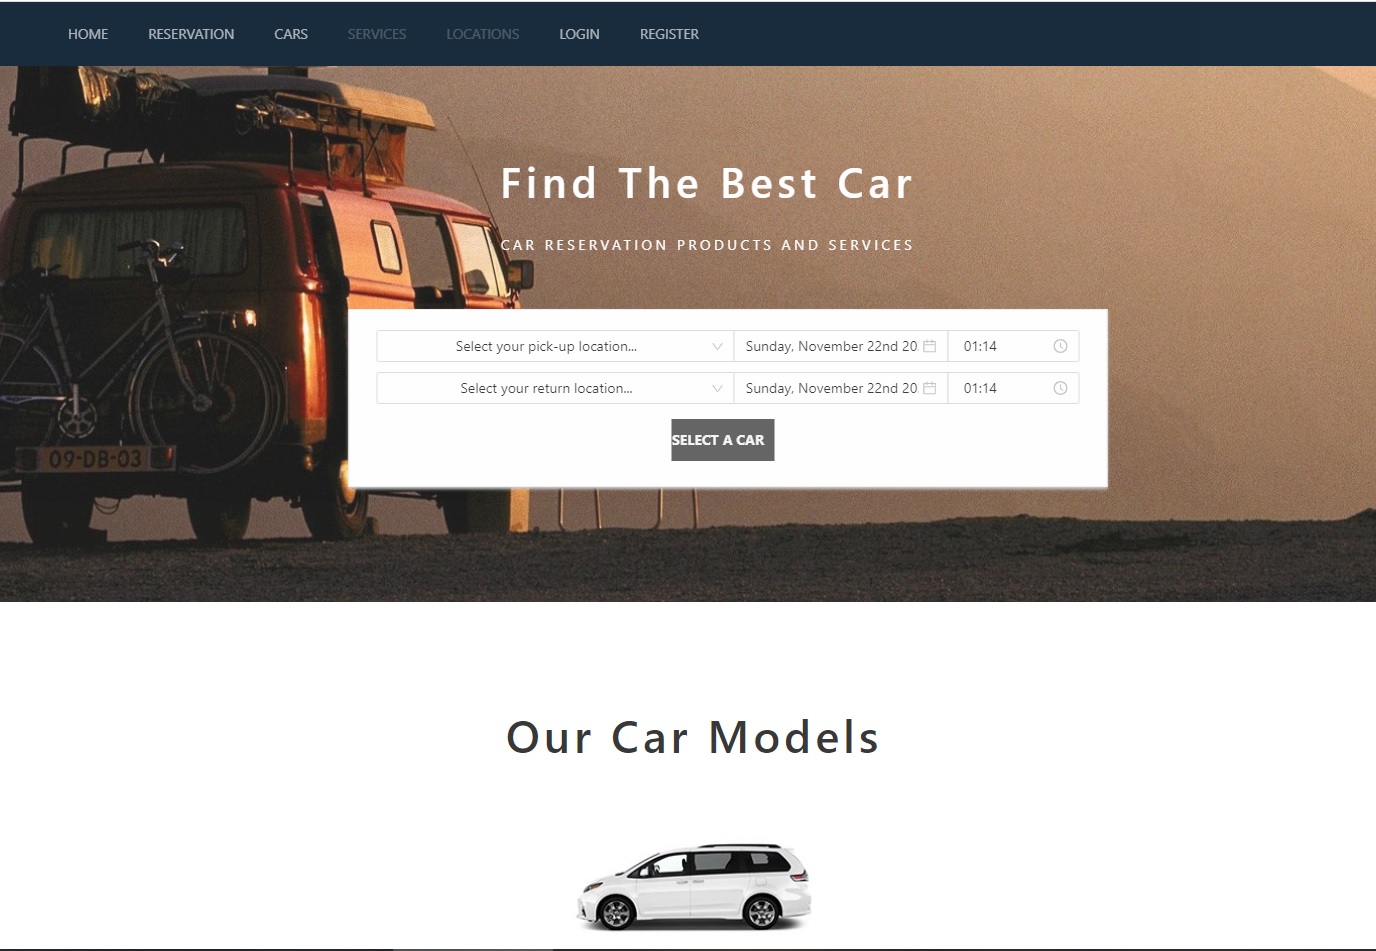 HOME RESERVATION CARS SERVICES LOCATIONS LOGIN REGISTER
Find The Best Car
CAR RESERVATION PRODUCTS AND SERVICES
Select your pick-up location... Sunday, November 22nd 20 01:14
Select your return location... Sunday, November 22nd 20 01:14
SELECT A CAR
09-DB-03
Our Car Models